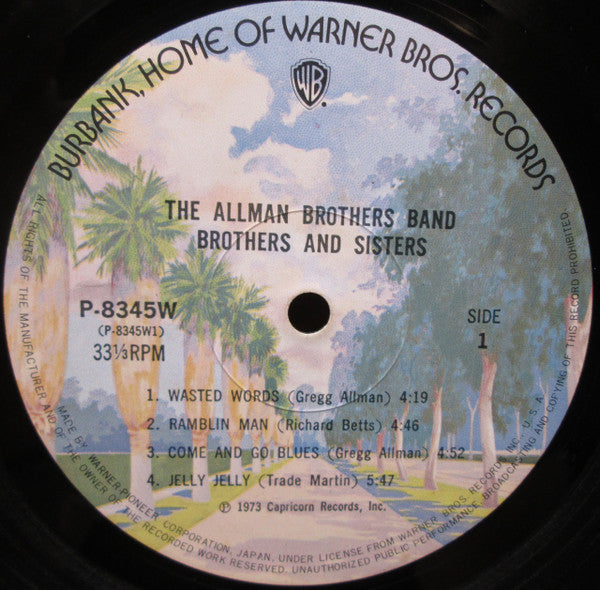 BURBANK, HOME OF WARNER BROS. RECORDS
WB
THE ALLMAN BROTHERS BAND
BROTHERS AND SISTERS
P-8345W
(P-8345W1)
33⅓RPM
SIDE
1
1. WASTED WORDS (Gregg Allman) 4:19
2. RAMBLIN MAN (Richard Betts) 4:46
3. COME AND GO BLUES (Gregg Allman) 4:52
4. JELLY JELLY (Trade Martin) 5:47
℗ 1973 Capricorn Records, Inc.
MADE BY WARNER-PIONEER CORPORATION, JAPAN, UNDER LICENSE FROM WARNER BROS. RECORDS INC., U.S.A.
ALL RIGHTS OF THE MANUFACTURER AND OF THE OWNER OF THE RECORDED WORK RESERVED. UNAUTHORIZED PUBLIC PERFORMANCE, BROADCASTING AND COPYING OF THIS RECORD PROHIBITED.